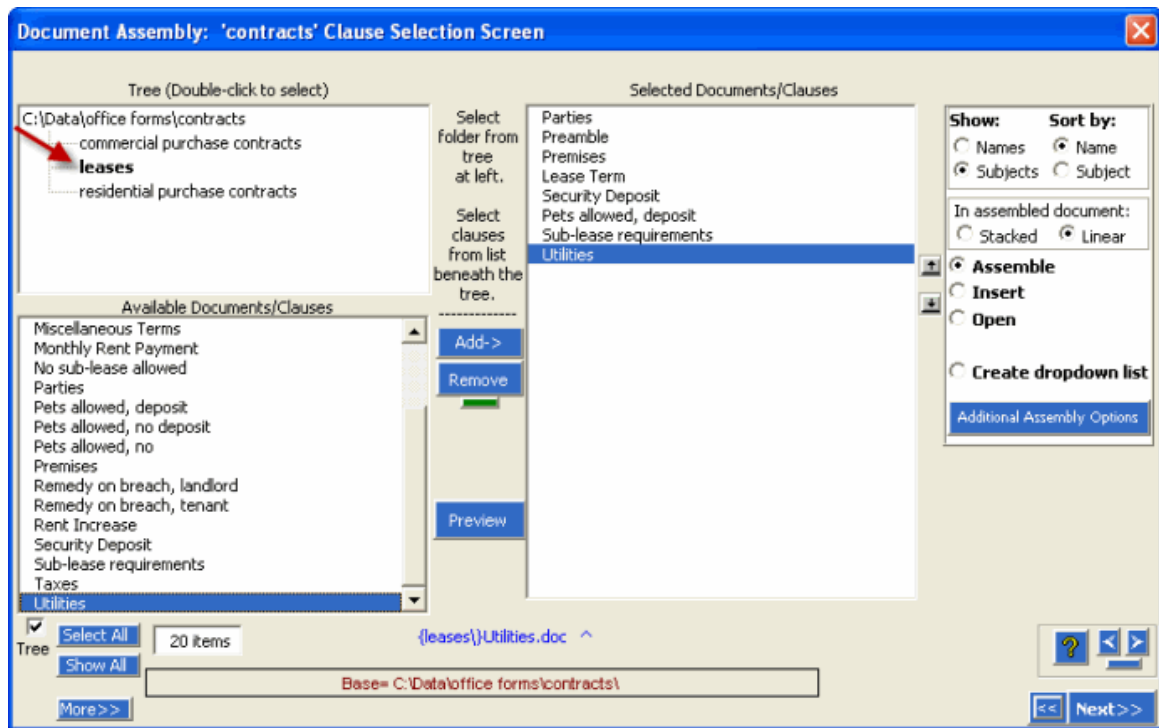 Document Assembly: 'contracts' Clause Selection Screen
Tree (Double-click to select)
C:\Data\office forms\contracts
commercial purchase contracts
leases
residential purchase contracts
Available Documents/Clauses
Miscellaneous Terms
Monthly Rent Payment
No sub-lease allowed
Parties
Pets allowed, deposit
Pets allowed, no deposit
Pets allowed, no
Premises
Remedy on breach, landlord
Remedy on breach, tenant
Rent Increase
Security Deposit
Sub-lease requirements
Taxes
Utilities
Select
folder from
tree
at left.
Select
clauses
from list
beneath the
tree.
-------------
Add->
Remove
Preview
Selected Documents/Clauses
Parties
Preamble
Premises
Lease Term
Security Deposit
Pets allowed, deposit
Sub-lease requirements
Utilities
Show: Sort by:
Names Name
Subjects Subject
In assembled document:
Stacked Linear
Assemble
Insert
Open
Create dropdown list
Additional Assembly Options
Tree
Select All
20 items
{leases\}Utilities.doc ^
Show All
Base= C:\Data\office forms\contracts\
More>>
?
< >
<< Next>>